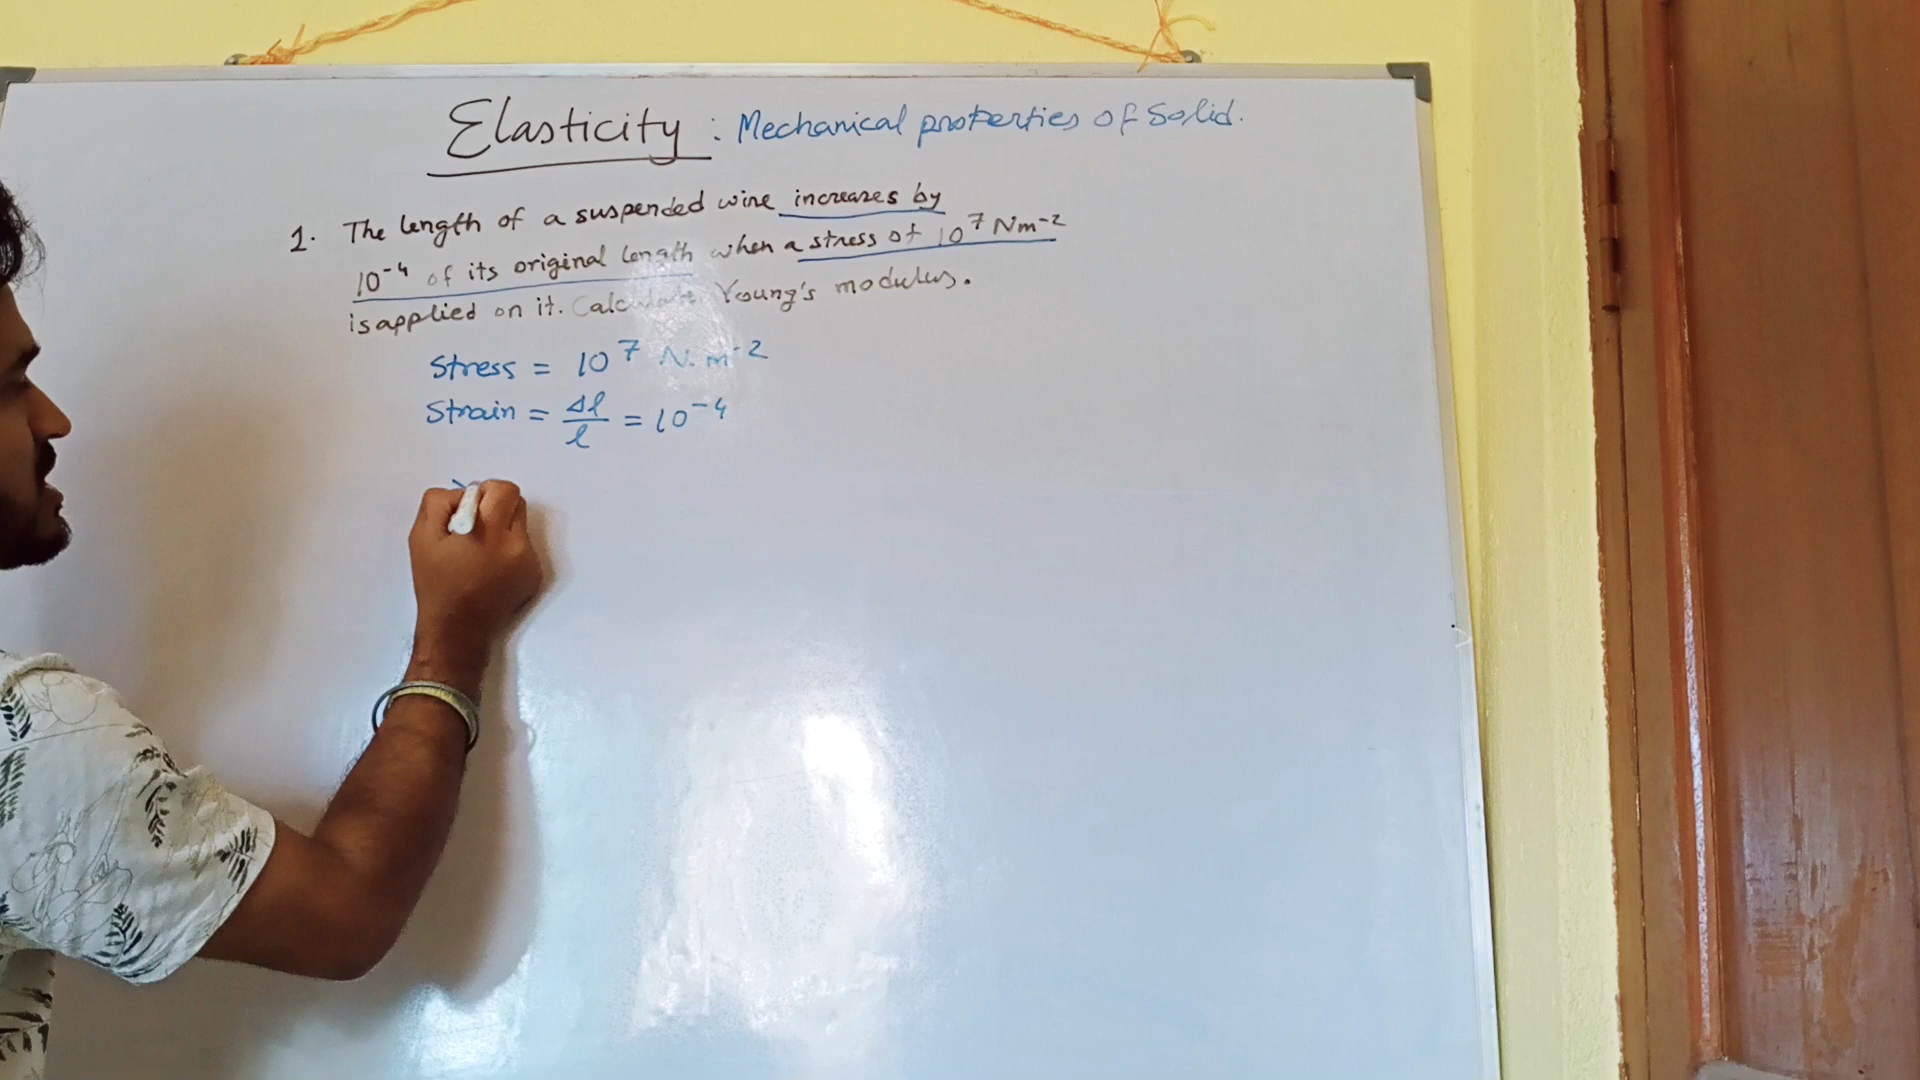 Elasticity : Mechanical properties of Solid.
1. The length of a suspended wire increases by
10⁻⁴ of its original length when a stress of 10⁷ Nm⁻²
is applied on it. Calculate Young's modulus.
Stress = 10⁷ N.m⁻²
Strain = Δl/l = 10⁻⁴